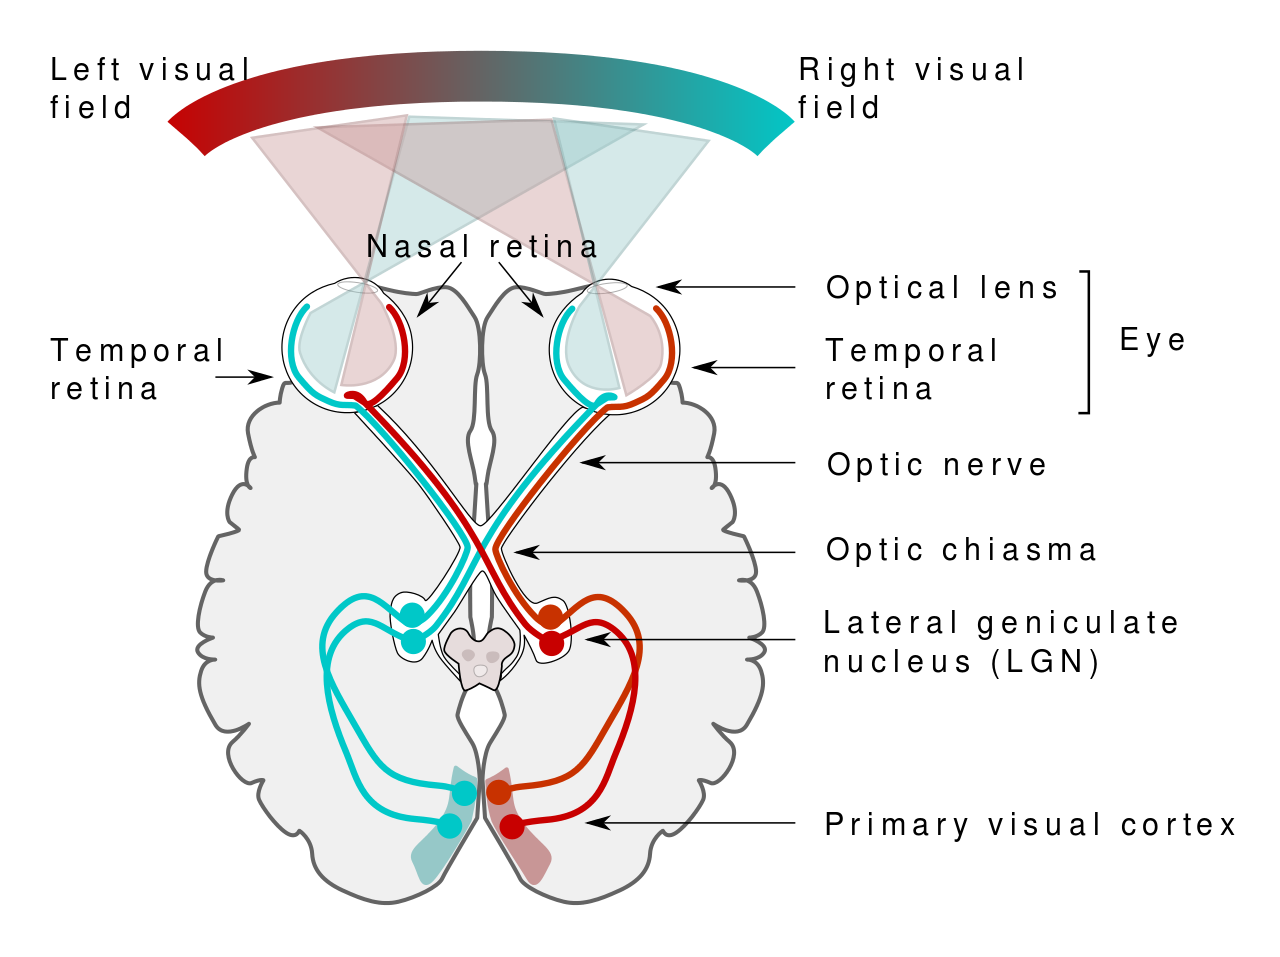 Left visual
field
Right visual
field
Nasal retina
Optical lens
Eye
Temporal
retina
Temporal
retina
Optic nerve
Optic chiasma
Lateral geniculate
nucleus (LGN)
Primary visual cortex